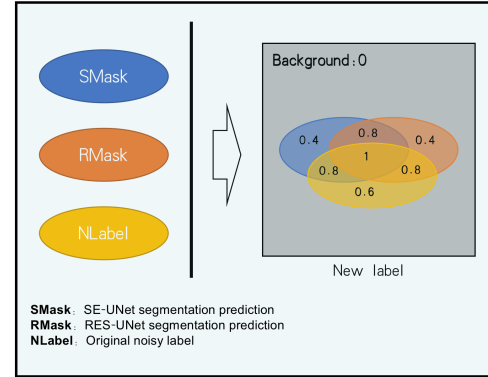 SMask
RMask
NLabel
Background:0
0.4
0.8
0.4
1
0.8
0.8
0.6
New label
SMask: SE-UNet segmentation prediction
RMask: RES-UNet segmentation prediction
NLabel: Original noisy label